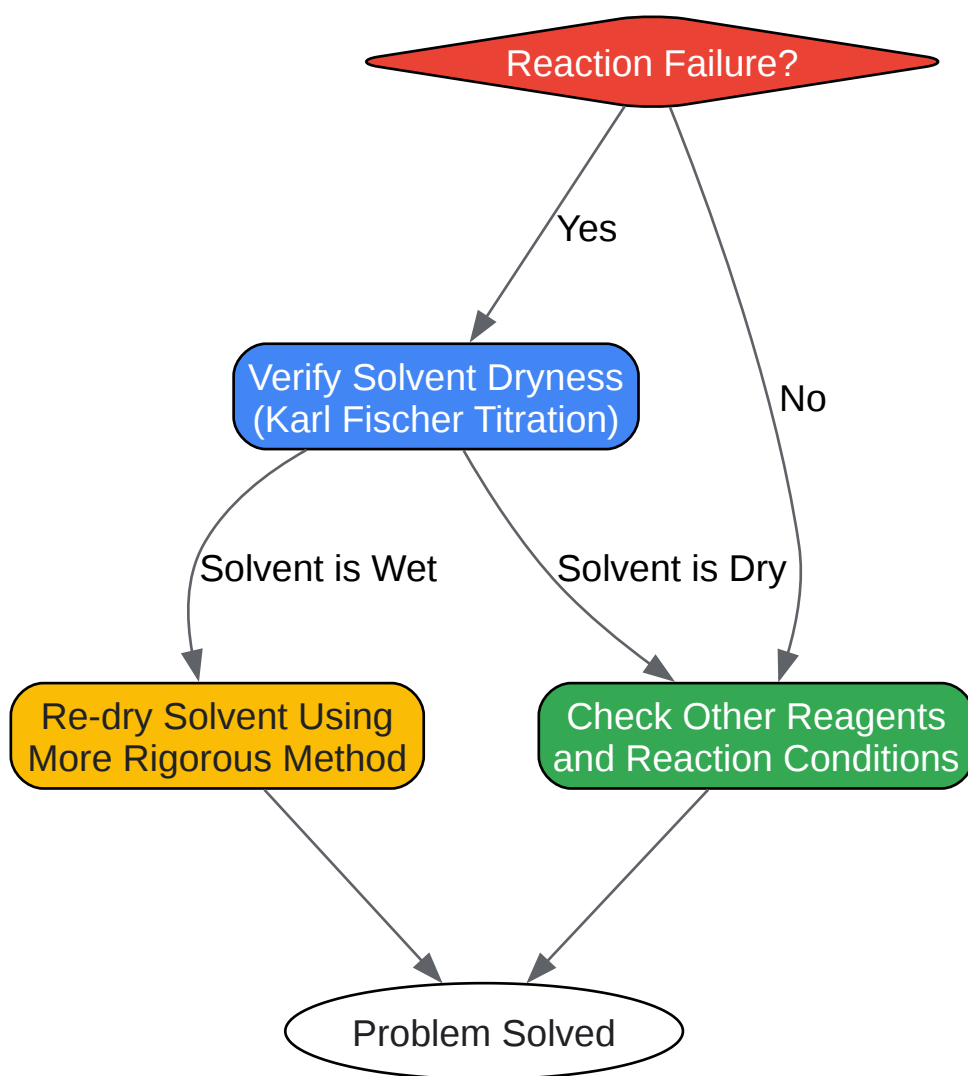 Reaction Failure?
Yes
No
Verify Solvent Dryness
(Karl Fischer Titration)
Solvent is Wet
Solvent is Dry
Re-dry Solvent Using
More Rigorous Method
Check Other Reagents
and Reaction Conditions
Problem Solved